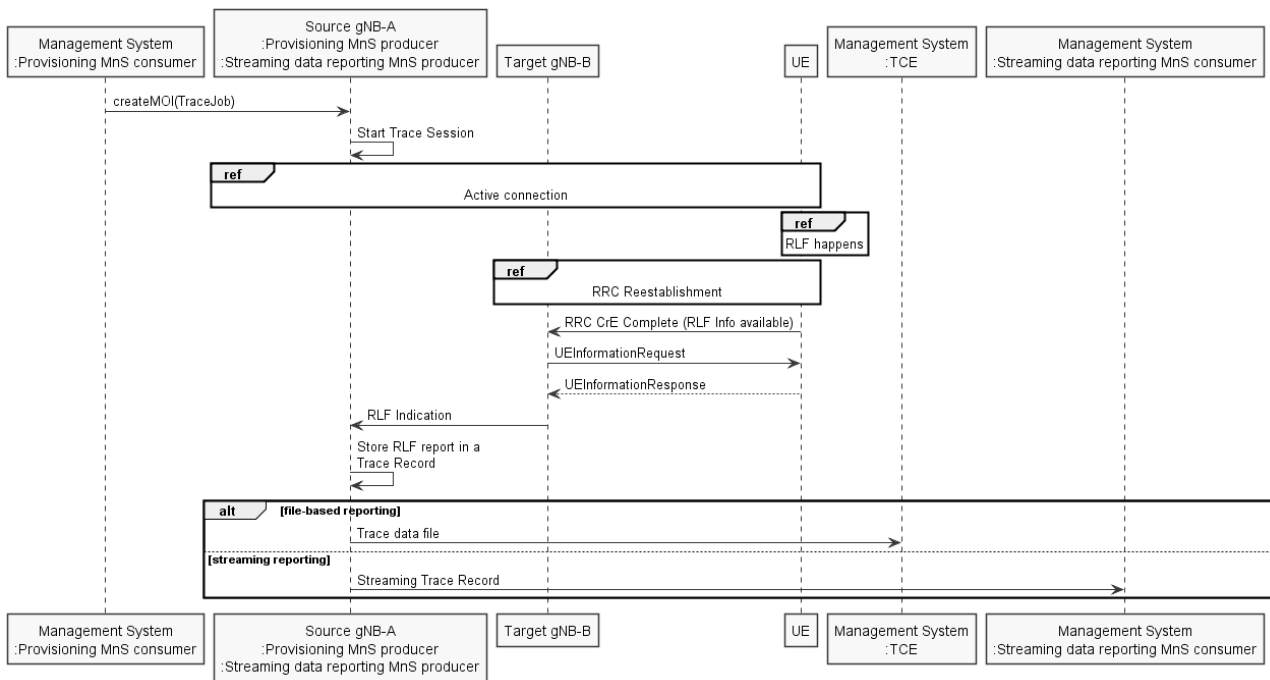 Management System
:Provisioning MnS consumer
Source gNB-A
:Provisioning MnS producer
:Streaming data reporting MnS producer
Target gNB-B
UE
Management System
:TCE
Management System
:Streaming data reporting MnS consumer
createMOI(TraceJob)
Start Trace Session
ref
Active connection
ref
RLF happens
ref
RRC Reestablishment
RRC CrE Complete (RLF Info available)
UEInformationRequest
UEInformationResponse
RLF Indication
Store RLF report in a
Trace Record
alt [file-based reporting]
Trace data file
[streaming reporting]
Streaming Trace Record
Management System
:Provisioning MnS consumer
Source gNB-A
:Provisioning MnS producer
:Streaming data reporting MnS producer
Target gNB-B
UE
Management System
:TCE
Management System
:Streaming data reporting MnS consumer